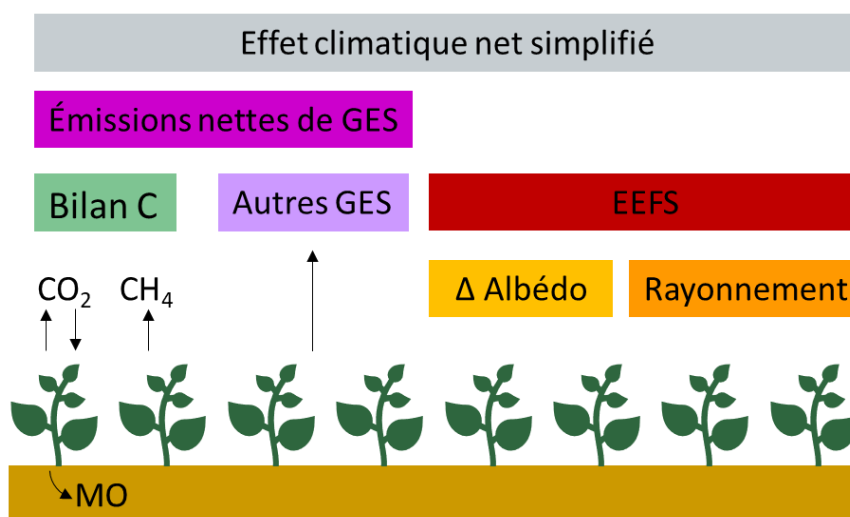 Effet climatique net simplifié
Émissions nettes de GES
Bilan C
Autres GES
EEFS
CO₂
CH₄
Δ Albédo
Rayonnement
MO